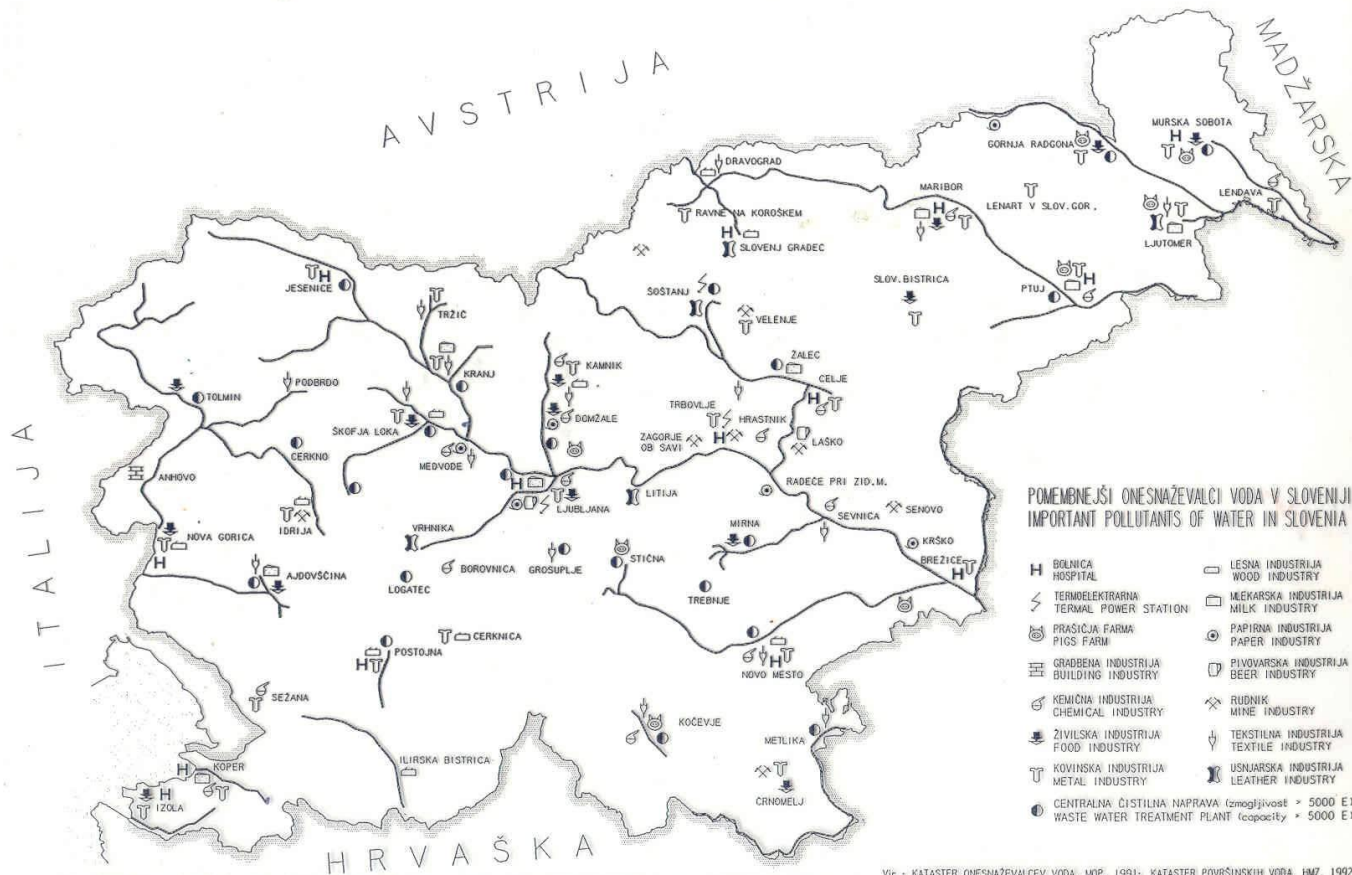 AVSTRIJA
MADŽARSKA
MURSKA SOBOTA
GORNJA RADGONA
DRAVOGRAD
MARIBOR
LENART V SLOV.GOR.
LENDAVA
RAVNE NA KOROŠKEM
SLOVENJ GRADEC
LJUTOMER
JESENICE
ŠOŠTANJ
SLOV.BISTRICA
PTUJ
TRŽIČ
VELENJE
PODBRDO
KRANJ
KAMNIK
ŽALEC
TOLMIN
CELJE
DOMŽALE
TRBOVLJE
ŠKOFJA LOKA
HRASTNIK
CERKNO
ZAGORJE
OB SAVI
LAŠKO
MEDVODE
ITALIJA
ANHOVO
RADEČE PRI ZID.M.
LITIJA
LJUBLJANA
SEVNICA
SENOVO
IDRIJA
VRHNIKA
MIRNA
NOVA GORICA
KRŠKO
STIČNA
BREŽICE
BOROVNICA
GROSUPLJE
AJDOVŠČINA
LOGATEC
TREBNJE
CERKNICA
POSTOJNA
NOVO MESTO
SEŽANA
KOČEVJE
METLIKA
ILIRSKA BISTRICA
KOPER
IZOLA
ČRNOMELJ
HRVAŠKA
POMEMBNEJŠI ONESNAŽEVALCI VODA V SLOVENIJI
IMPORTANT POLLUTANTS OF WATER IN SLOVENIA
BOLNICA
HOSPITAL
TERMOELEKTRARNA
TERMAL POWER STATION
PRAŠIČJA FARMA
PIGS FARM
GRADBENA INDUSTRIJA
BUILDING INDUSTRY
KEMIČNA INDUSTRIJA
CHEMICAL INDUSTRY
ŽIVILSKA INDUSTRIJA
FOOD INDUSTRY
KOVINSKA INDUSTRIJA
METAL INDUSTRY
LESNA INDUSTRIJA
WOOD INDUSTRY
MLEKARSKA INDUSTRIJA
MILK INDUSTRY
PAPIRNA INDUSTRIJA
PAPER INDUSTRY
PIVOVARSKA INDUSTRIJA
BEER INDUSTRY
RUDNIK
MINE INDUSTRY
TEKSTILNA INDUSTRIJA
TEXTILE INDUSTRY
USNJARSKA INDUSTRIJA
LEATHER INDUSTRY
CENTRALNA ČISTILNA NAPRAVA (zmogljivost > 5000 E
WASTE WATER TREATMENT PLANT (capacity > 5000 E
Vir : KATASTER ONESNAŽEVALCEV VODA, MOP, 1991; KATASTER POVRŠINSKIH VODA, HMZ, 1992